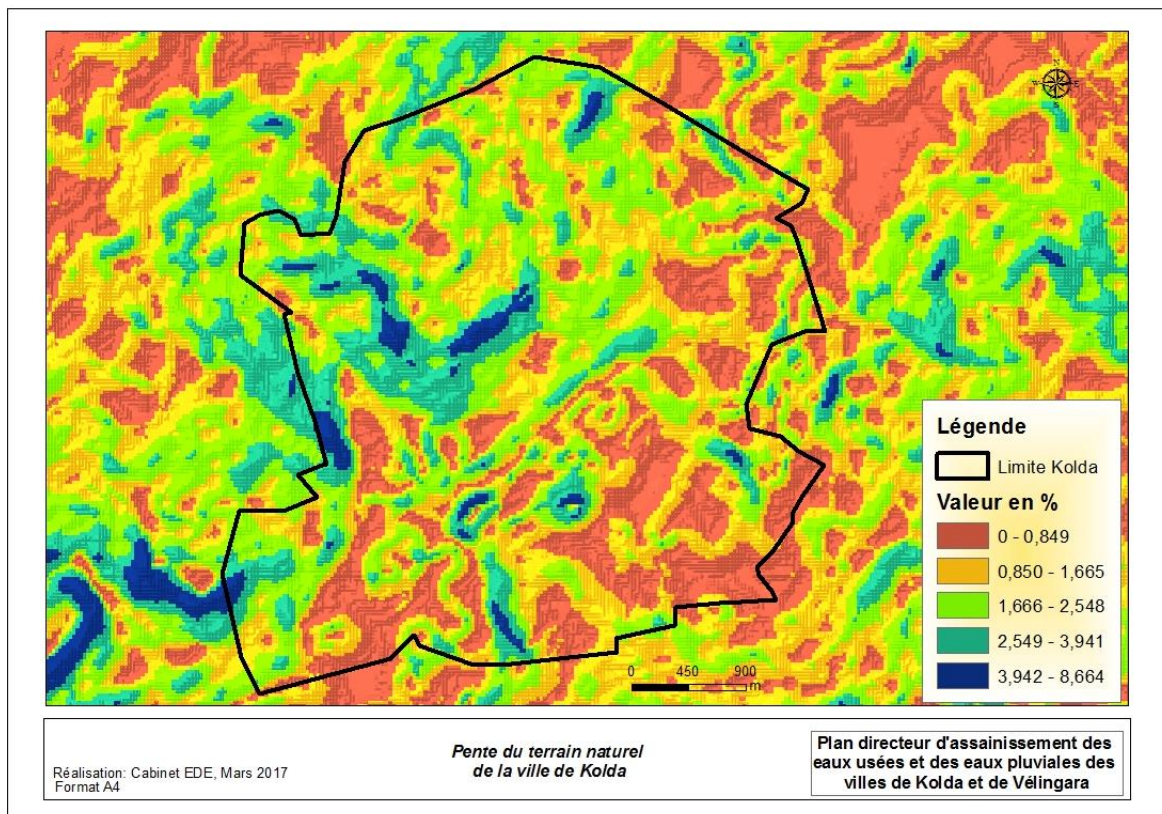 Légende
Limite Kolda
Valeur en %
0 - 0,849
0,850 - 1,665
1,666 - 2,548
2,549 - 3,941
3,942 - 8,664
0 450 900
m
Réalisation: Cabinet EDE, Mars 2017
Format A4
Pente du terrain naturel
de la ville de Kolda
Plan directeur d'assainissement des
eaux usées et des eaux pluviales des
villes de Kolda et de Vélingara